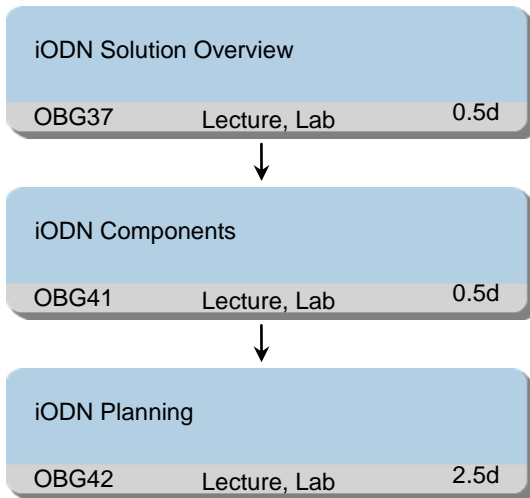 iODN Solution Overview
OBG37 Lecture, Lab 0.5d
iODN Components
OBG41 Lecture, Lab 0.5d
iODN Planning
OBG42 Lecture, Lab 2.5d